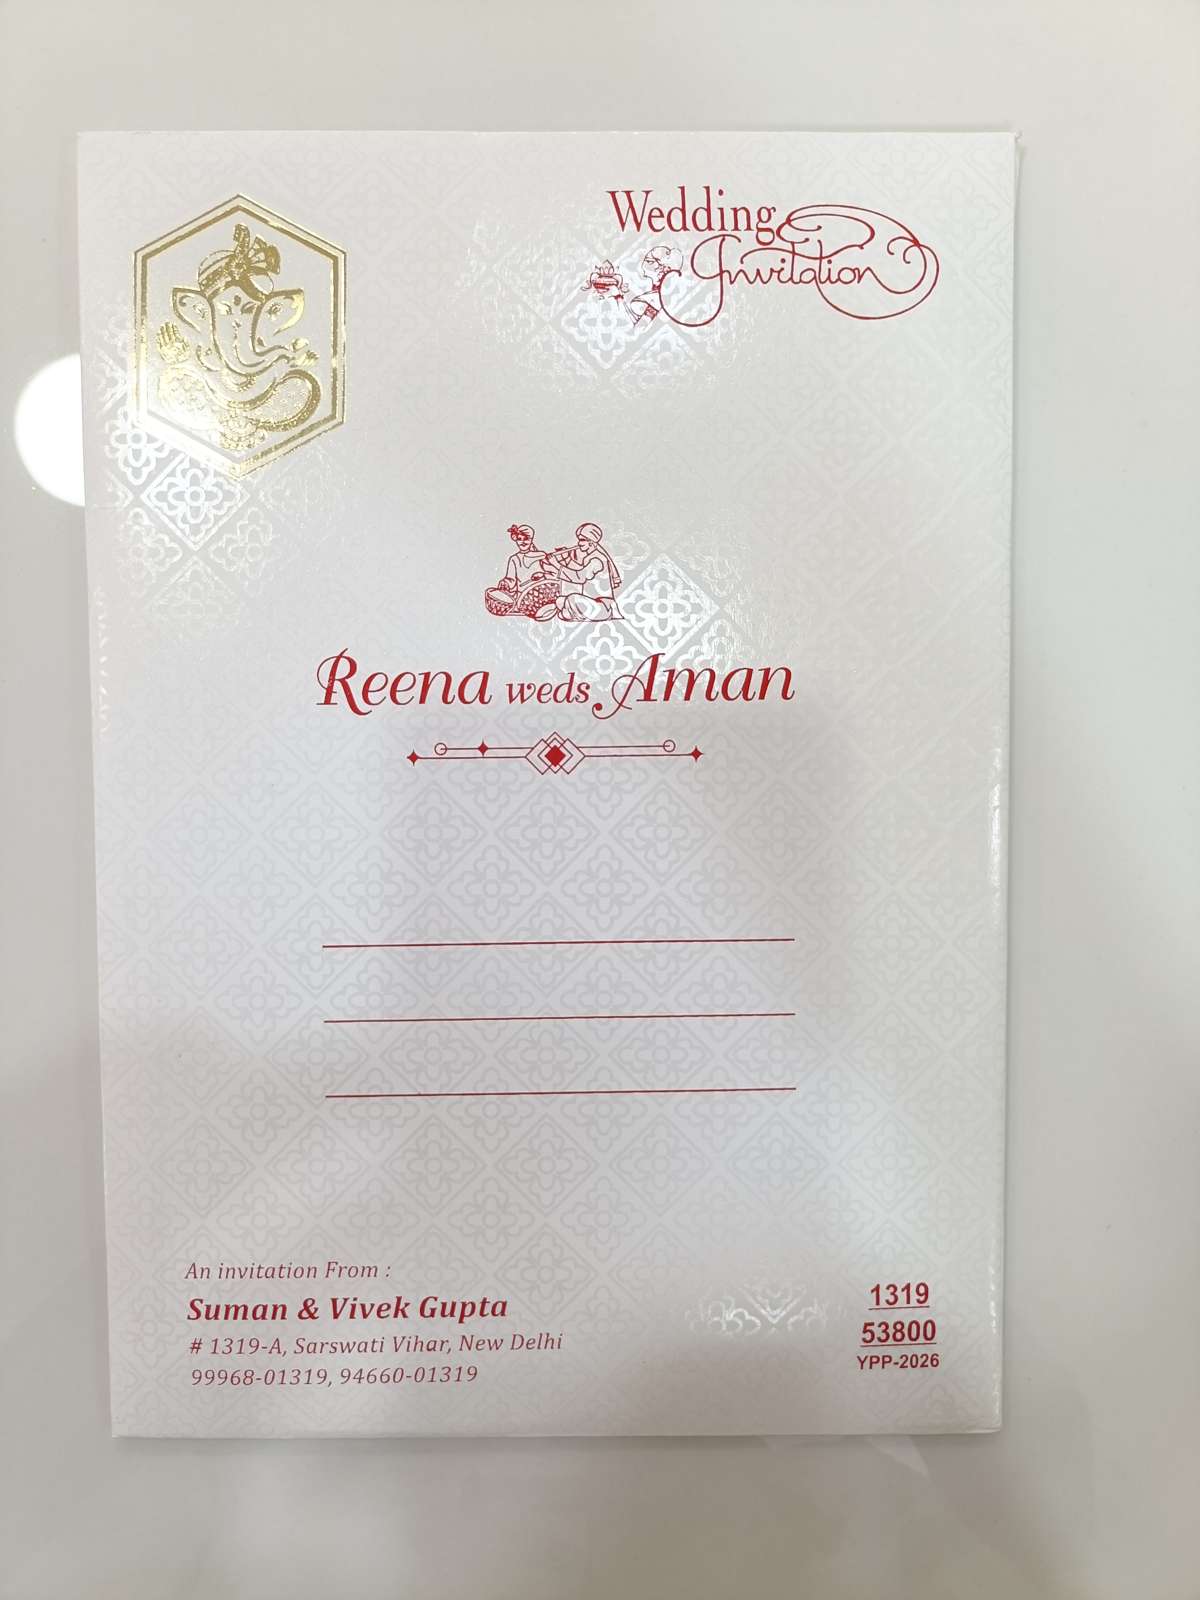 Wedding
Invitation
Reena weds Aman
An invitation From :
Suman & Vivek Gupta
# 1319-A, Sarswati Vihar, New Delhi
99968-01319, 94660-01319
1319
53800
YPP-2026